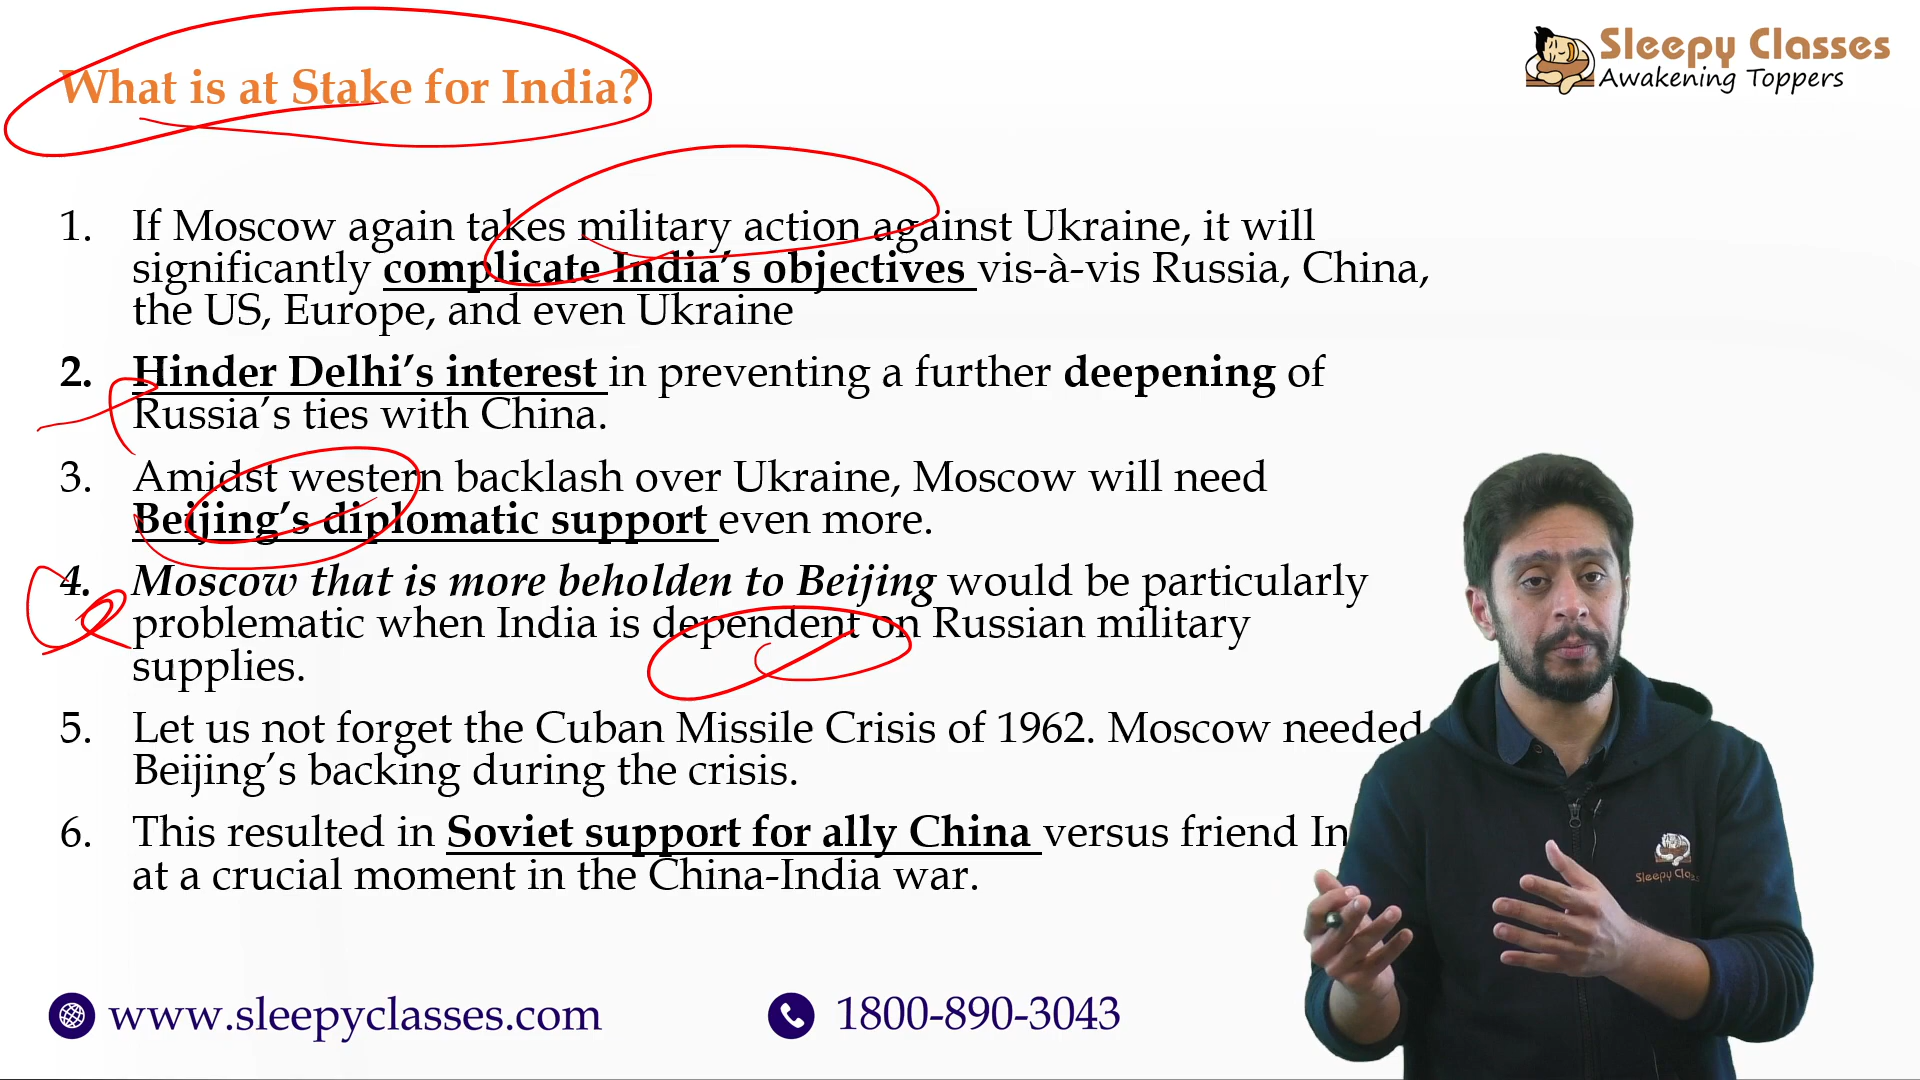 Sleepy Classes
Awakening Toppers
What is at Stake for India?
1. If Moscow again takes military action against Ukraine, it will
significantly complicate India’s objectives vis-à-vis Russia, China,
the US, Europe, and even Ukraine
2. Hinder Delhi’s interest in preventing a further deepening of
Russia’s ties with China.
3. Amidst western backlash over Ukraine, Moscow will need
Beijing’s diplomatic support even more.
4. Moscow that is more beholden to Beijing would be particularly
problematic when India is dependent on Russian military
supplies.
5. Let us not forget the Cuban Missile Crisis of 1962. Moscow needed
Beijing’s backing during the crisis.
6. This resulted in Soviet support for ally China versus friend In
at a crucial moment in the China-India war.
Sleepy Clas
www.sleepyclasses.com
1800-890-3043